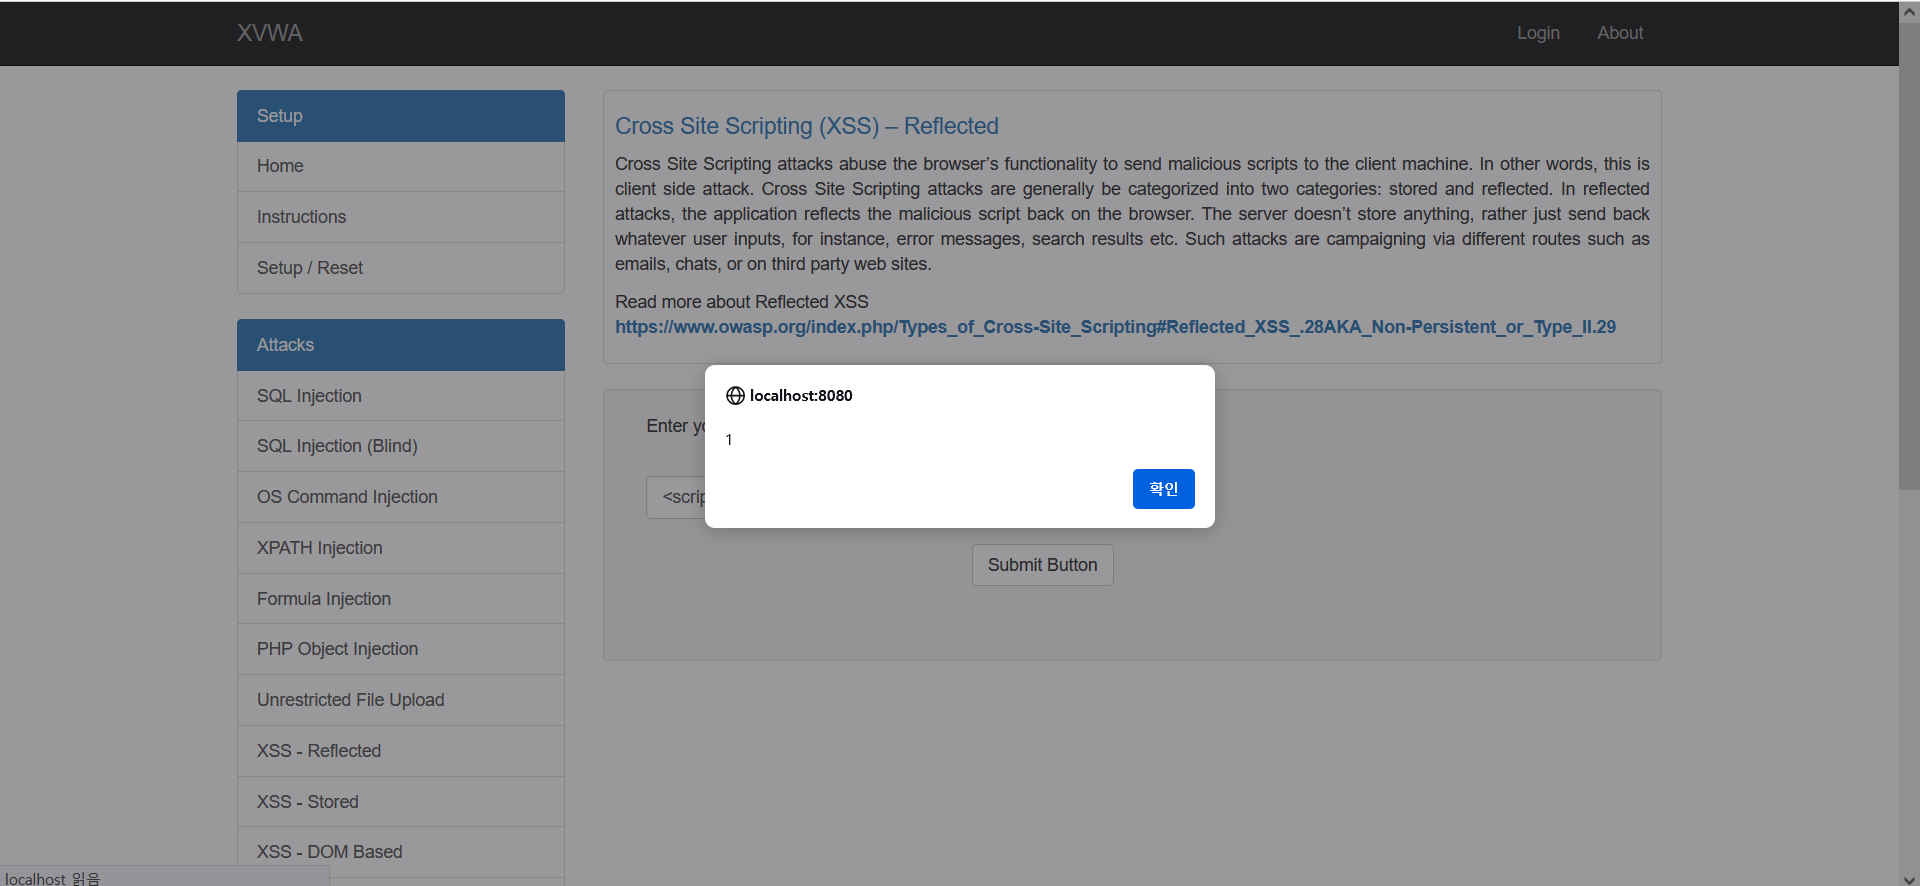 XVWA
Login
About
Setup
Home
Instructions
Setup / Reset
Attacks
SQL Injection
SQL Injection (Blind)
OS Command Injection
XPATH Injection
Formula Injection
PHP Object Injection
Unrestricted File Upload
XSS - Reflected
XSS - Stored
XSS - DOM Based
Cross Site Scripting (XSS) – Reflected
Cross Site Scripting attacks abuse the browser’s functionality to send malicious scripts to the client machine. In other words, this is
client side attack. Cross Site Scripting attacks are generally be categorized into two categories: stored and reflected. In reflected
attacks, the application reflects the malicious script back on the browser. The server doesn’t store anything, rather just send back
whatever user inputs, for instance, error messages, search results etc. Such attacks are campaigning via different routes such as
emails, chats, or on third party web sites.
Read more about Reflected XSS
https://www.owasp.org/index.php/Types_of_Cross-Site_Scripting#Reflected_XSS_.28AKA_Non-Persistent_or_Type_II.29
Enter
localhost:8080
1
확인
Submit Button
localhost 읽음